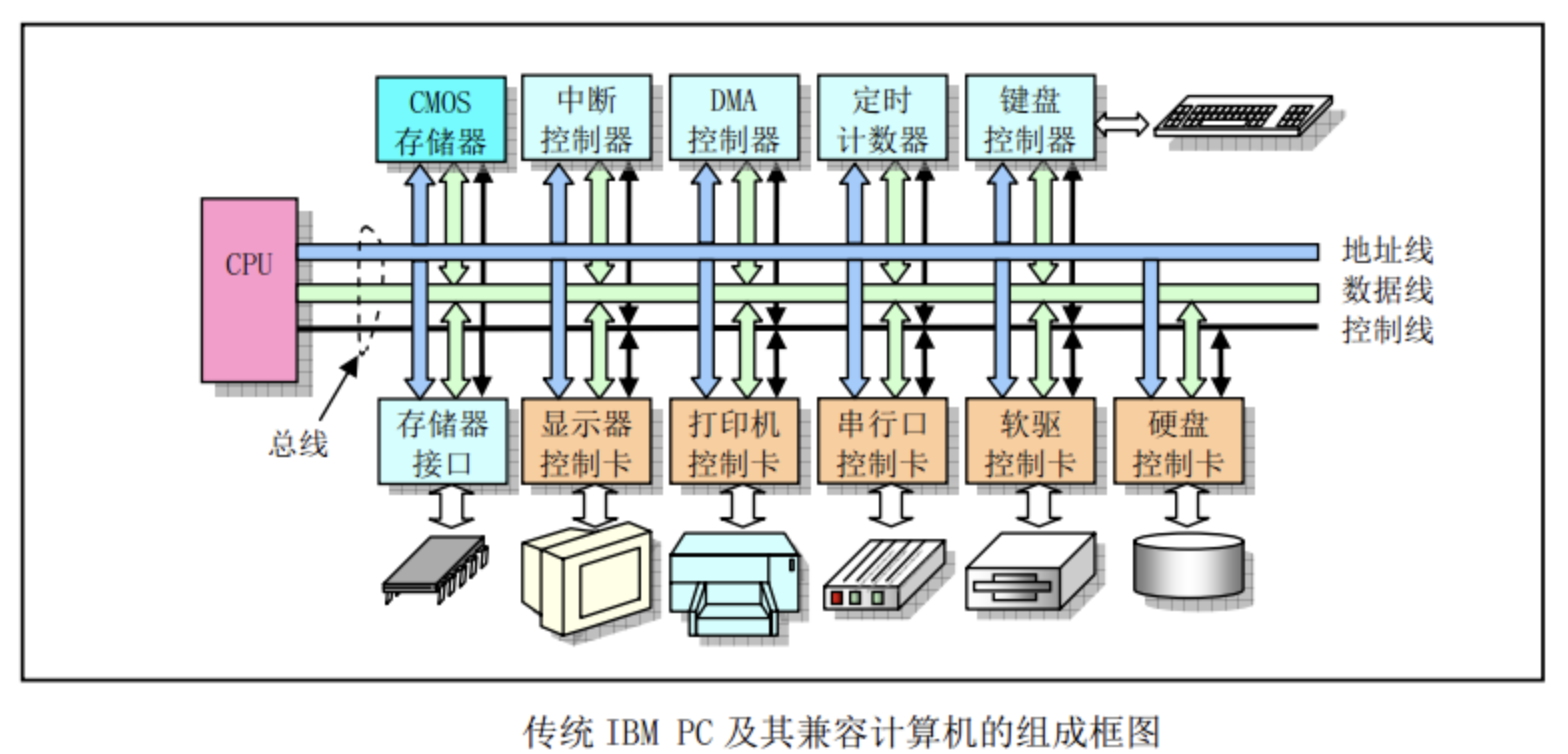 CMOS
存储器
中断
控制器
DMA
控制器
定时
计数器
键盘
控制器
CPU
地址线
数据线
控制线
总线
存储器
接口
显示器
控制卡
打印机
控制卡
串行口
控制卡
软驱
控制卡
硬盘
控制卡
传统 IBM PC 及其兼容计算机的组成框图